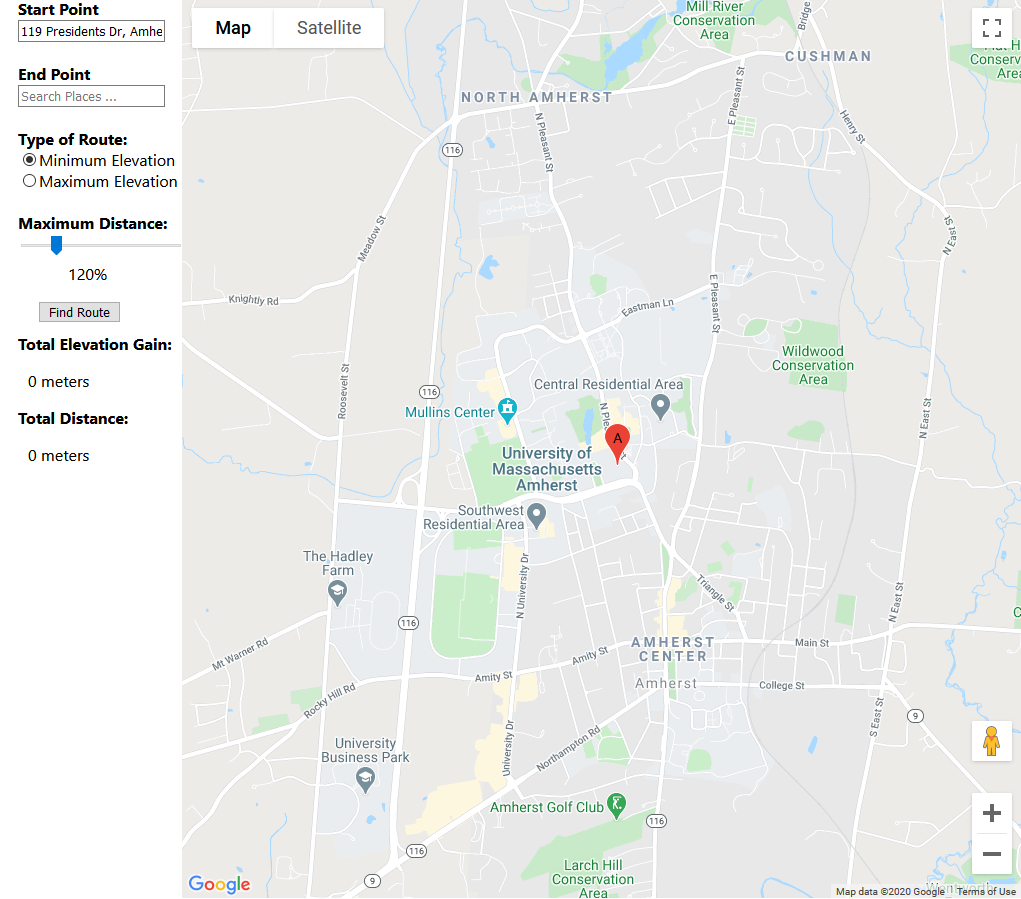 Start Point
119 Presidents Dr, Amhe
End Point
Search Places ...
Type of Route:
Minimum Elevation
Maximum Elevation
Maximum Distance:
120%
Find Route
Total Elevation Gain:
0 meters
Total Distance:
0 meters
Map
Satellite
Mill River
Conservation
Area
Bridge
CUSHMAN
Conserv
Area
NORTH AMHERST
N Pleasant St
E Pleasant St
Henry St
116
Meadow St
N East St
Knightly Rd
E Pleasant St
Eastman Ln
Wildwood
Conservation
Area
Roosevelt St
116
Central Residential Area
Mullins Center
N Ple
A
N East St
University of
Massachusetts
Amherst
Southwest
Residential Area
The Hadley
Farm
N University Dr
Triangle St
N East St
116
Mt Warner Rd
AMHERST
CENTER
Main St
Amity St
Amity St
Amherst
College St
Rocky Hill Rd
9
S East St
University
Business Park
University Dr
Northampton Rd
Amherst Golf Club
116
116
Larch Hill
Conservation
Area
9
Google
Wentworth
Map data ©2020 Google
Terms of Use